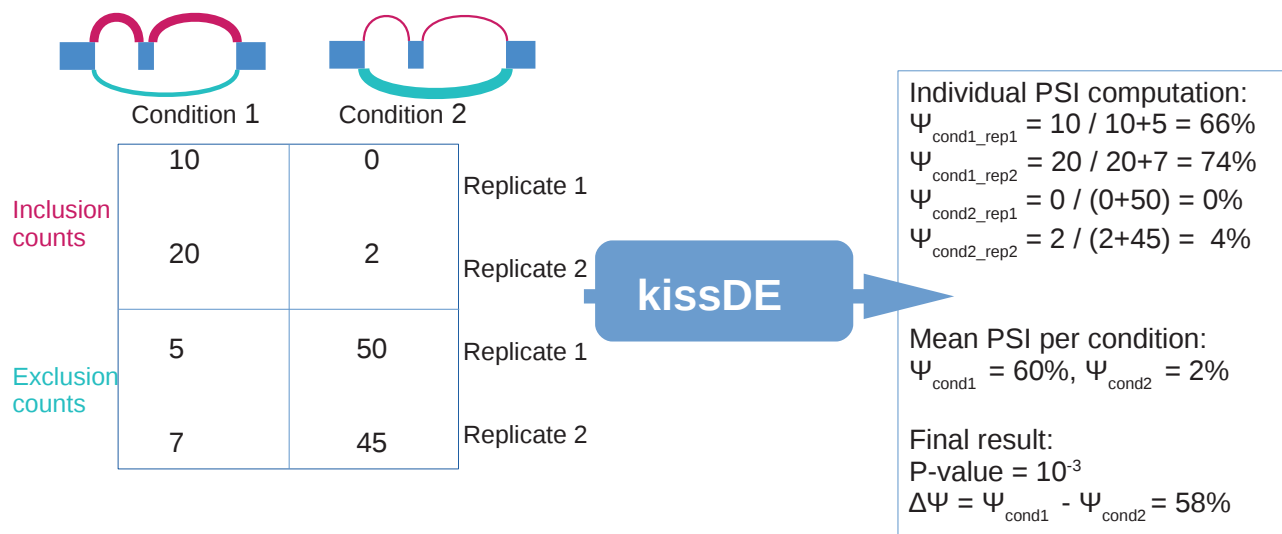 Condition 1
Condition 2
Inclusion
counts
10
0
Replicate 1
20
2
Replicate 2
Exclusion
counts
5
50
Replicate 1
7
45
Replicate 2
kissDE
Individual PSI computation:
Ψcond1_rep1 = 10 / 10+5 = 66%
Ψcond1_rep2 = 20 / 20+7 = 74%
Ψcond2_rep1 = 0 / (0+50) = 0%
Ψcond2_rep2 = 2 / (2+45) = 4%
Mean PSI per condition:
Ψcond1 = 60%, Ψcond2 = 2%
Final result:
P-value = 10⁻³
ΔΨ = Ψcond1 - Ψcond2 = 58%